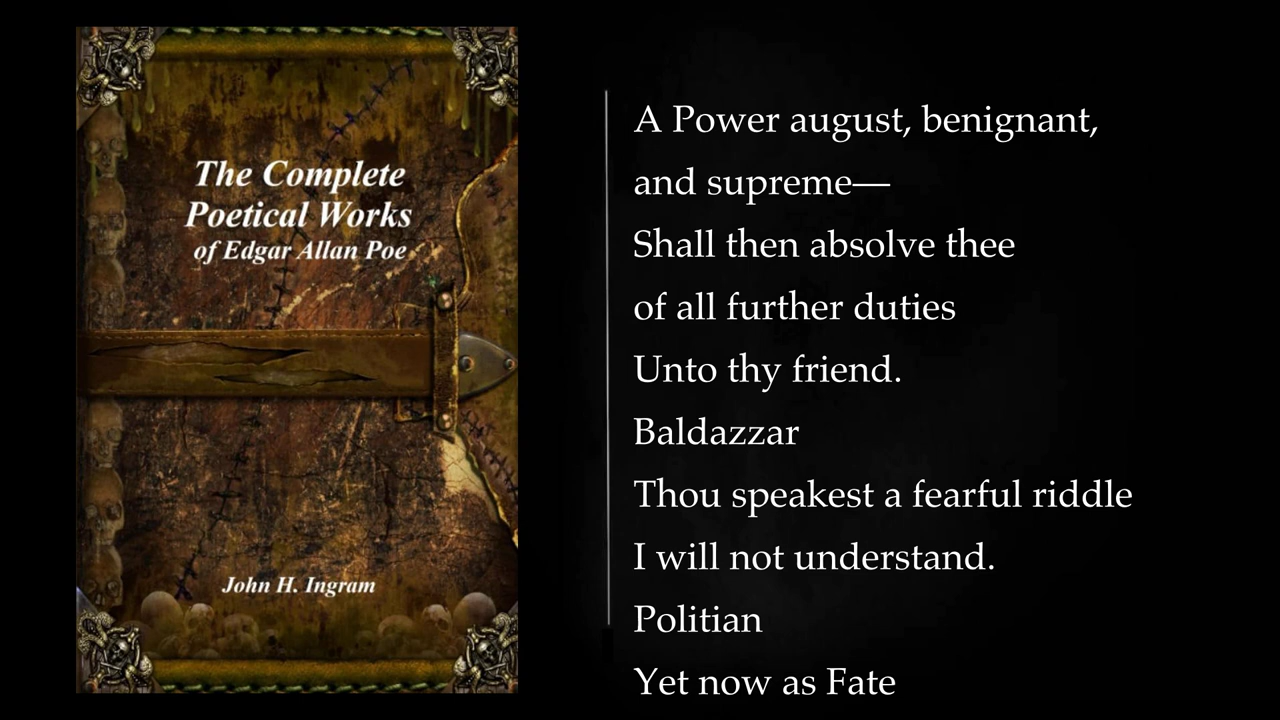 The Complete
Poetical Works
of Edgar Allan Poe
John H. Ingram
A Power august, benignant,
and supreme—
Shall then absolve thee
of all further duties
Unto thy friend.
Baldazzar
Thou speakest a fearful riddle
I will not understand.
Politian
Yet now as Fate